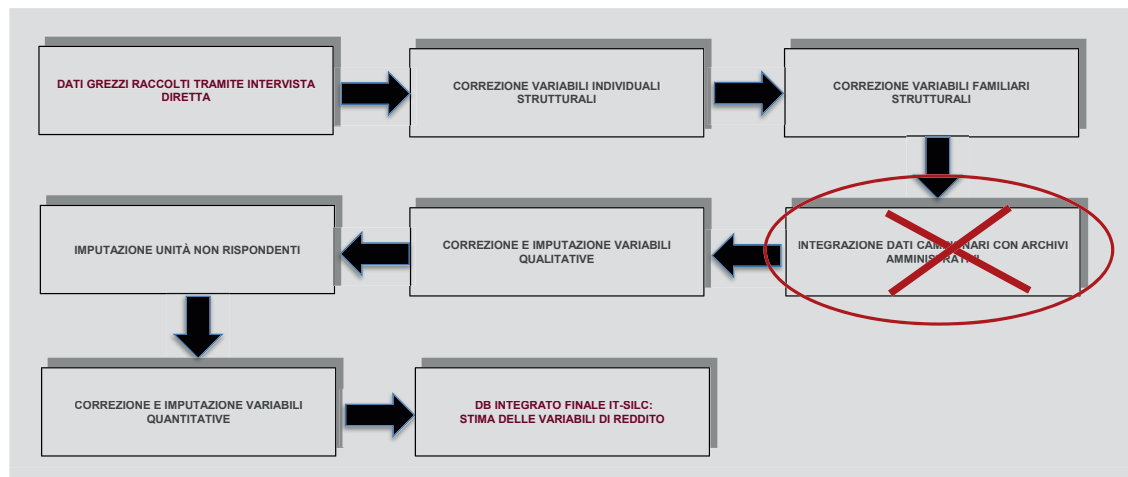 DATI GREZZI RACCOLTI TRAMITE INTERVISTA
DIRETTA
CORREZIONE VARIABILI INDIVIDUALI
STRUTTURALI
CORREZIONE VARIABILI FAMILIARI
STRUTTURALI
INTEGRAZIONE DATI CAMPIONARI CON ARCHIVI
AMMINISTRATIVI
CORREZIONE E IMPUTAZIONE VARIABILI
QUALITATIVE
IMPUTAZIONE UNITÀ NON RISPONDENTI
CORREZIONE E IMPUTAZIONE VARIABILI
QUANTITATIVE
DB INTEGRATO FINALE IT-SILC:
STIMA DELLE VARIABILI DI REDDITO